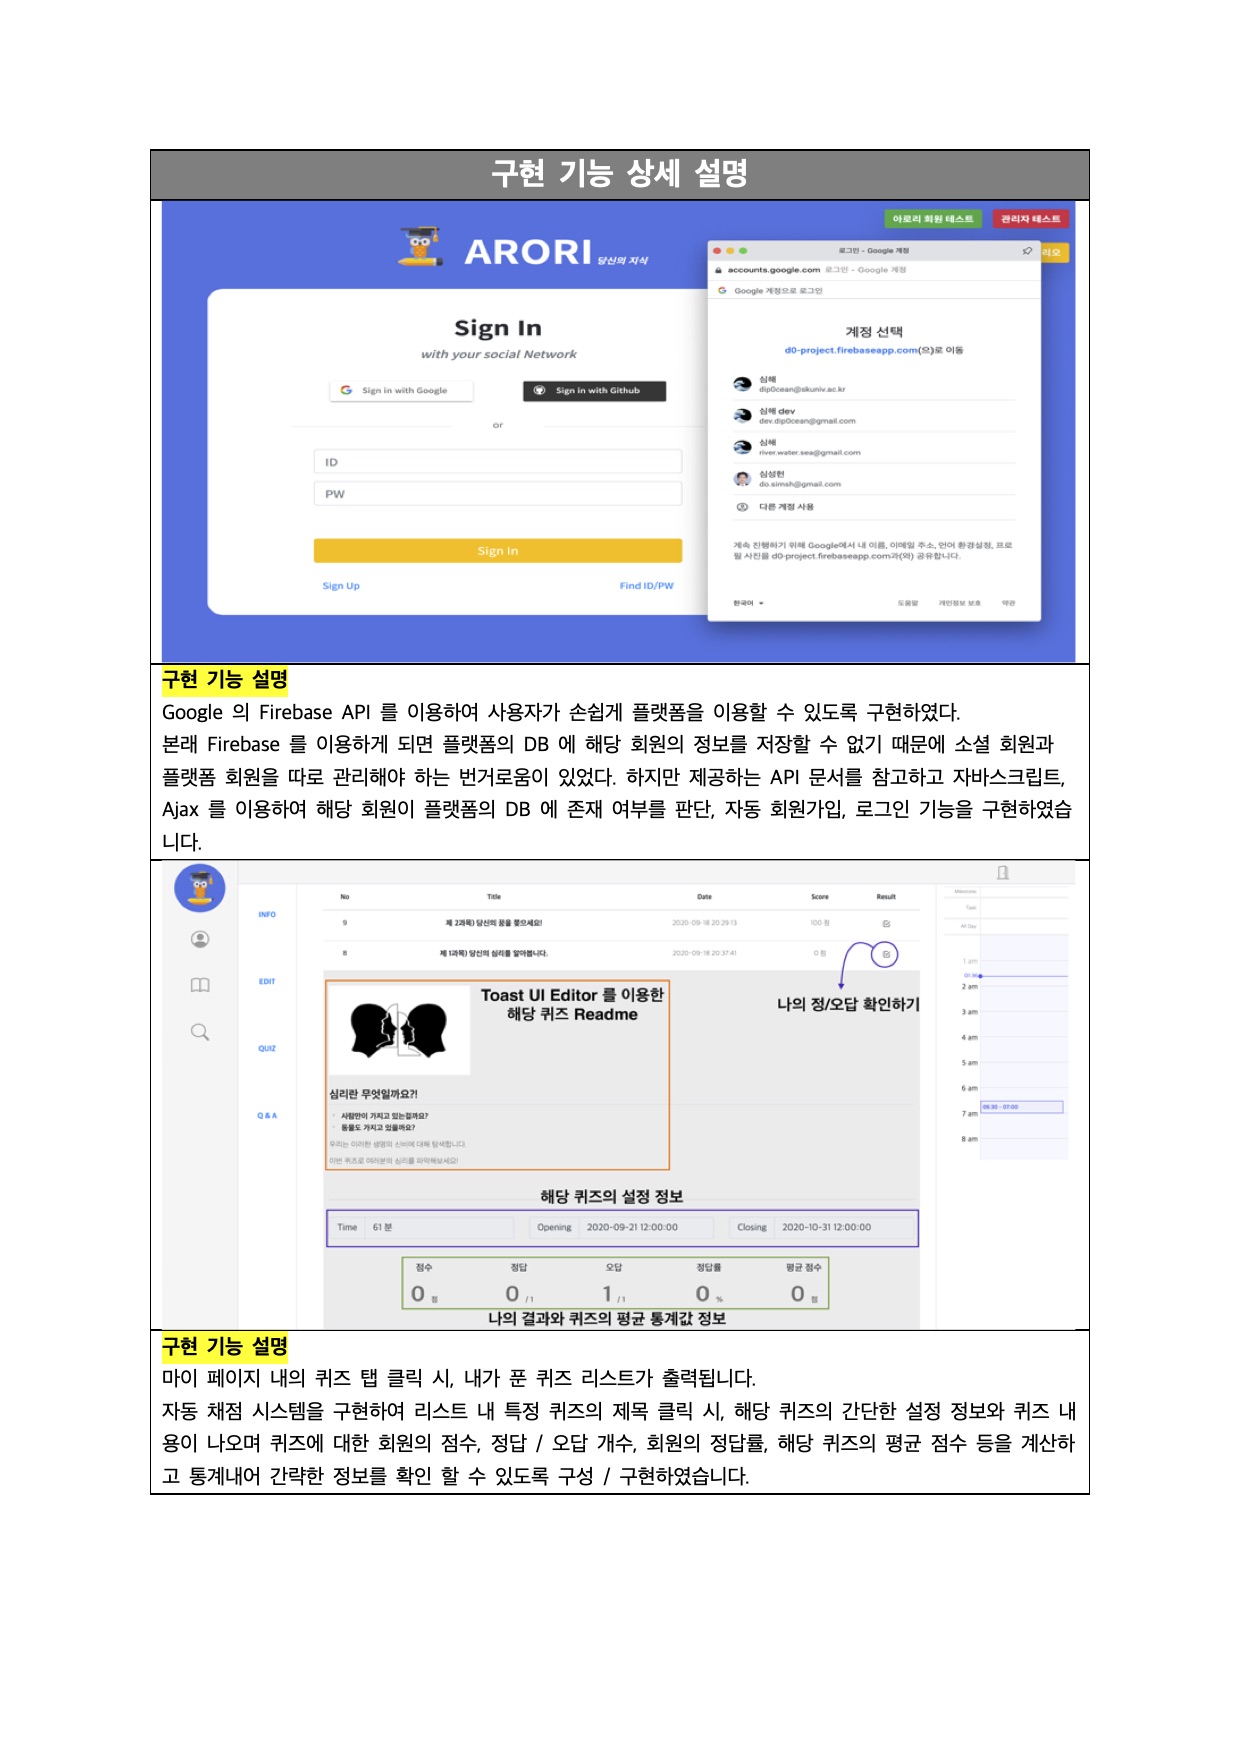 구현 기능 상세 설명
아로리 회원 테스트 관리자 테스트
ARORI 당신의 지식
리오
로그인 - Google 계정
accounts.google.com 로그인 - Google 계정
Google 계정으로 로그인
Sign In
with your social Network
Sign in with Google Sign in with Github
or
ID
PW
Sign In
Sign Up Find ID/PW
계정 선택
d0-project.firebaseapp.com(으)로 이동
심해
dip0cean@skuniv.ac.kr
심해 dev
dev.dip0cean@gmail.com
심해
river.water.sea@gmail.com
심성헌
do.simsh@gmail.com
다른 계정 사용
계속 진행하기 위해 Google에서 내 이름, 이메일 주소, 언어 환경설정, 프로
필 사진을 d0-project.firebaseapp.com과(와) 공유합니다.
한국어 도움말 개인정보 보호 약관
구현 기능 설명
Google 의 Firebase API 를 이용하여 사용자가 손쉽게 플랫폼을 이용할 수 있도록 구현하였다.
본래 Firebase 를 이용하게 되면 플랫폼의 DB 에 해당 회원의 정보를 저장할 수 없기 때문에 소셜 회원과
플랫폼 회원을 따로 관리해야 하는 번거로움이 있었다. 하지만 제공하는 API 문서를 참고하고 자바스크립트,
Ajax 를 이용하여 해당 회원이 플랫폼의 DB 에 존재 여부를 판단, 자동 회원가입, 로그인 기능을 구현하였습
니다.
INFO
EDIT
QUIZ
Q & A
No Title Date Score Result
9 제 2과목) 당신의 꿈을 쫓으세요! 2020-09-18 20:29:13 100 점
8 제 1과목) 당신의 심리를 알아봅니다. 2020-09-18 20:37:41 0 점
Toast UI Editor 를 이용한
해당 퀴즈 Readme
나의 정/오답 확인하기
심리란 무엇일까요?!
사람만이 가지고 있는걸까요?
동물도 가지고 있을까요?
우리는 이러한 생명의 신비에 대해 탐색합니다
이번 퀴즈로 여러분의 심리를 파악해보세요!
해당 퀴즈의 설정 정보
Time 61 분 Opening 2020-09-21 12:00:00 Closing 2020-10-31 12:00:00
점수 정답 오답 정답률 평균 점수
0 점 0 /1 1 /1 0 % 0 점
나의 결과와 퀴즈의 평균 통계값 정보
Milestone
Task
All Day
1 am
01:36
2 am
3 am
4 am
5 am
6 am
06:30 - 07:00
7 am
8 am
구현 기능 설명
마이 페이지 내의 퀴즈 탭 클릭 시, 내가 푼 퀴즈 리스트가 출력됩니다.
자동 채점 시스템을 구현하여 리스트 내 특정 퀴즈의 제목 클릭 시, 해당 퀴즈의 간단한 설정 정보와 퀴즈 내
용이 나오며 퀴즈에 대한 회원의 점수, 정답 / 오답 개수, 회원의 정답률, 해당 퀴즈의 평균 점수 등을 계산하
고 통계내어 간략한 정보를 확인 할 수 있도록 구성 / 구현하였습니다.